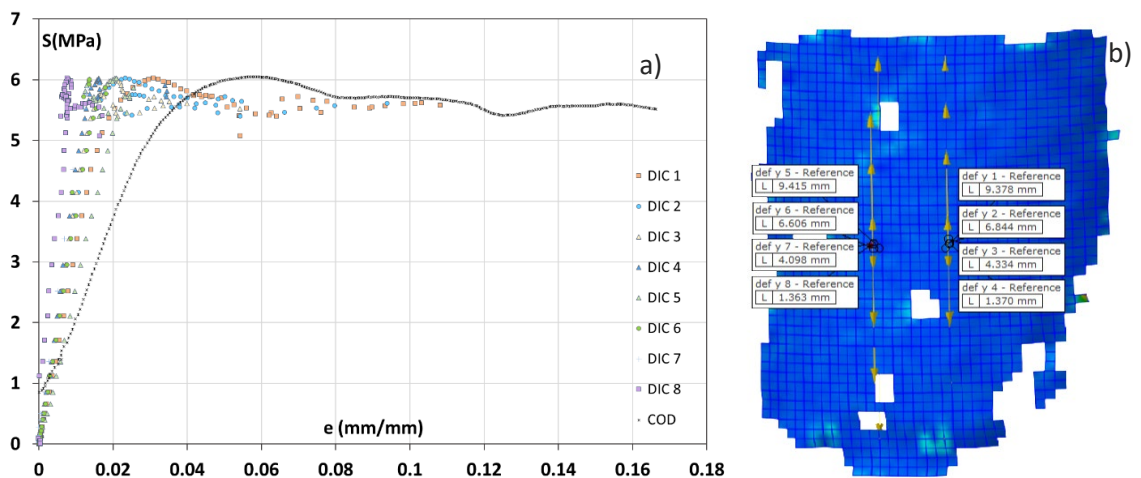 7
S(MPa)
a)
6
5
4
3
2
1
0
DIC 1
DIC 2
DIC 3
DIC 4
DIC 5
DIC 6
DIC 7
DIC 8
COD
e (mm/mm)
0 0.02 0.04 0.06 0.08 0.1 0.12 0.14 0.16 0.18
b)
def y 5 - Reference
L 9.415 mm
def y 6 - Reference
L 6.606 mm
def y 7 - Reference
L 4.098 mm
def y 8 - Reference
L 1.363 mm
def y 1 - Reference
L 9.378 mm
def y 2 - Reference
L 6.844 mm
def y 3 - Reference
L 4.334 mm
def y 4 - Reference
L 1.370 mm